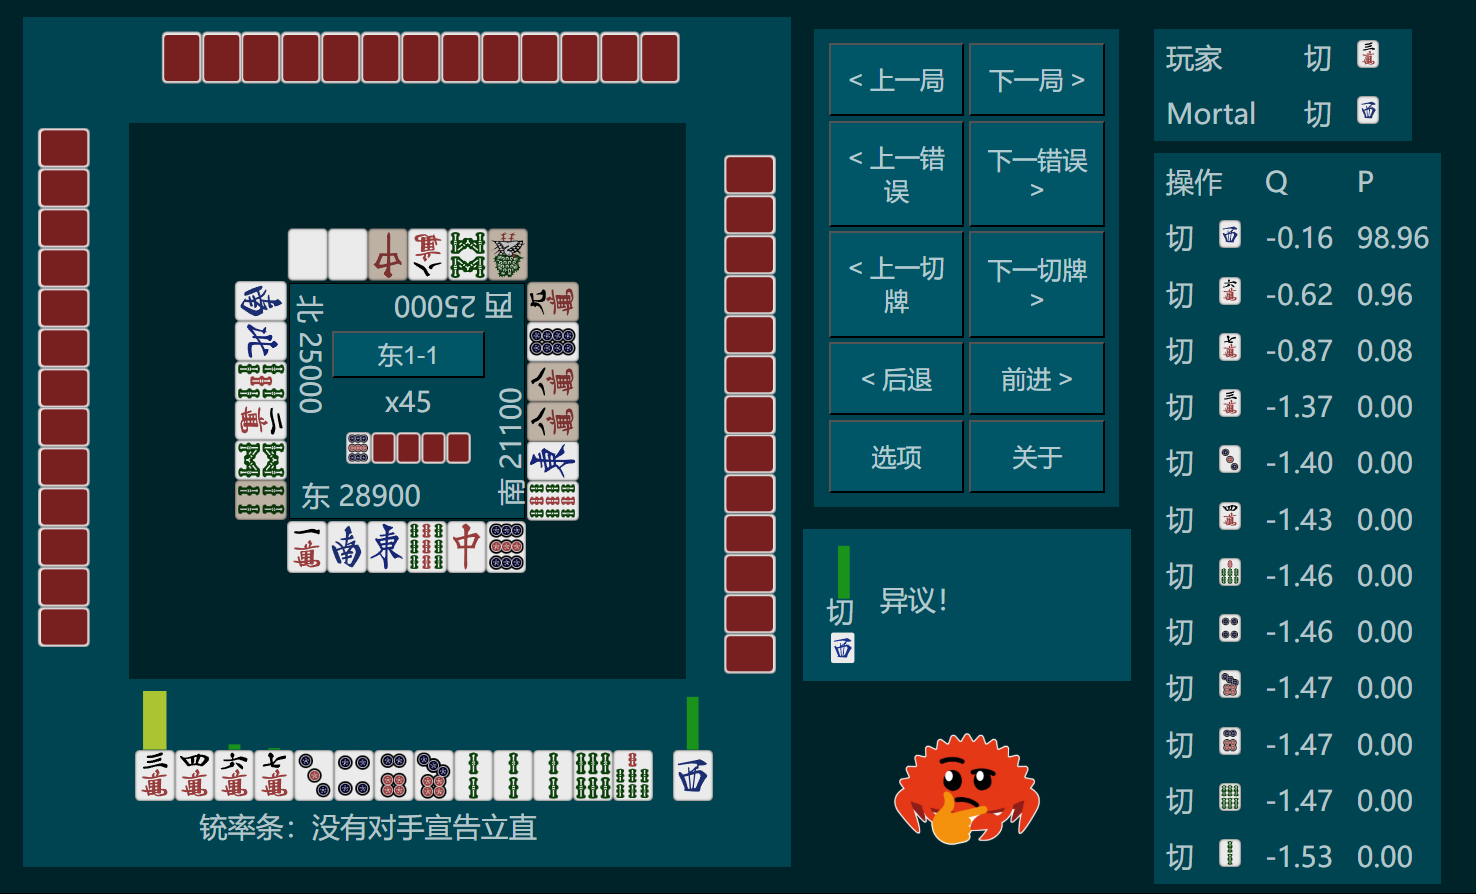 西 25000
北 25000
东1-1
x45
南 21100
东 28900
铳率条：没有对手宣告立直
< 上一局
下一局 >
< 上一错
误
下一错误
>
< 上一切
牌
下一切牌
>
< 后退
前进 >
选项
关于
切
异议！
玩家 切
Mortal 切
操作 Q P
切 -0.16 98.96
切 -0.62 0.96
切 -0.87 0.08
切 -1.37 0.00
切 -1.40 0.00
切 -1.43 0.00
切 -1.46 0.00
切 -1.46 0.00
切 -1.47 0.00
切 -1.47 0.00
切 -1.47 0.00
切 -1.53 0.00